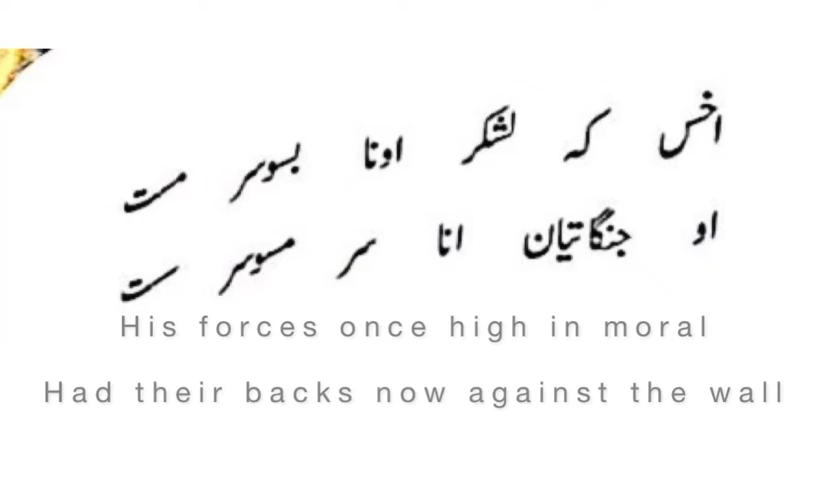 اخس کہ لشکر اونا بسوسر مست
او جنگاتیان انا سر مسوسر ست
His forces once high in moral
Had their backs now against the wall